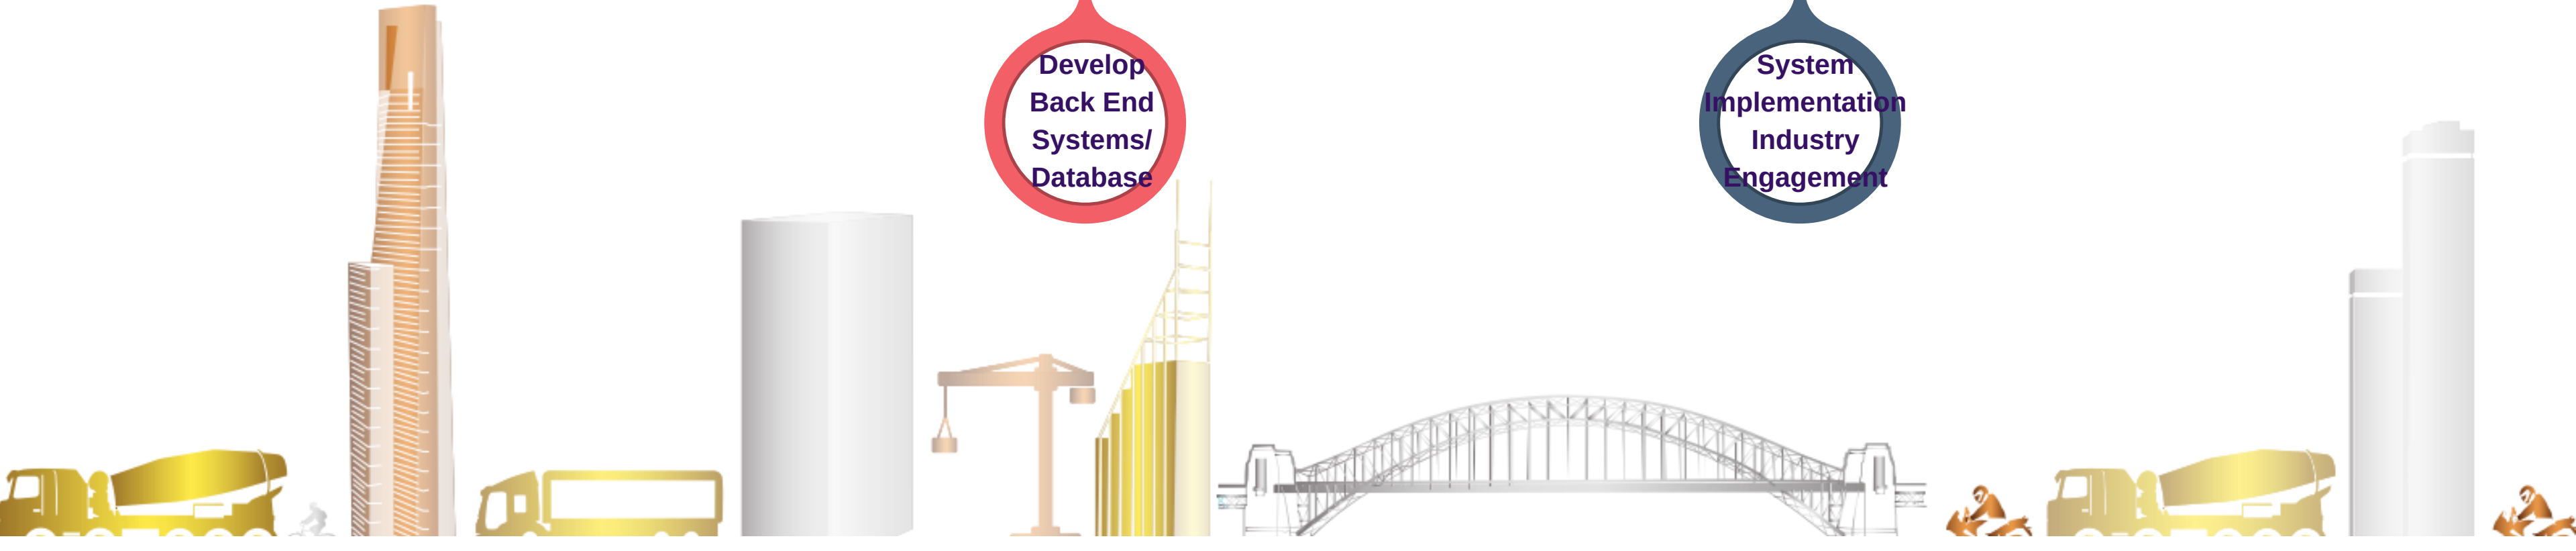 Develop
Back End
Systems/
Database
System
Implementation
Industry
Engagement